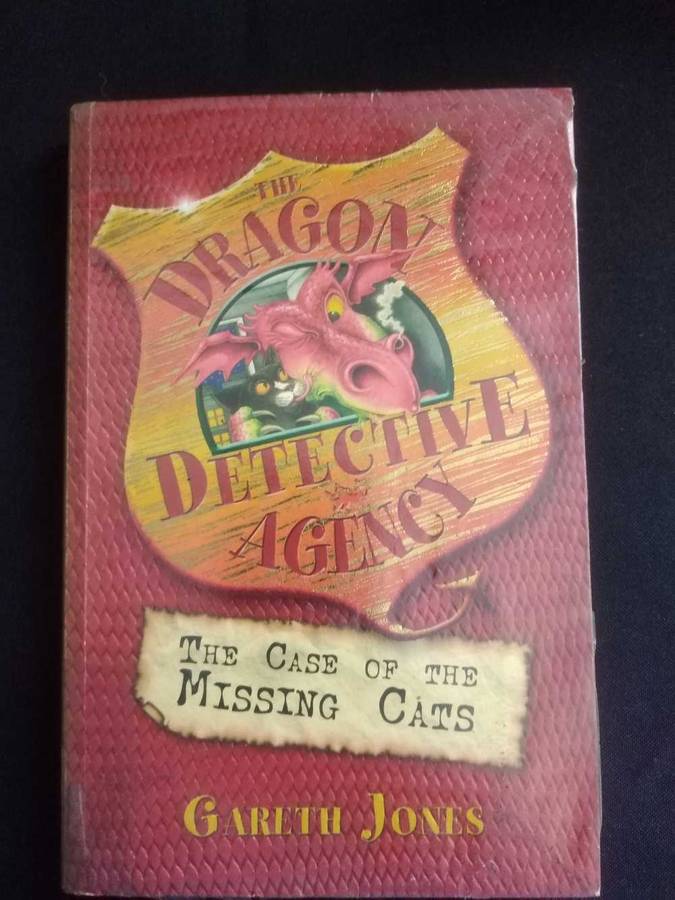 THE
DRAGON
DETECTIVE
AGENCY
THE CASE OF THE
MISSING CATS
GARETH JONES